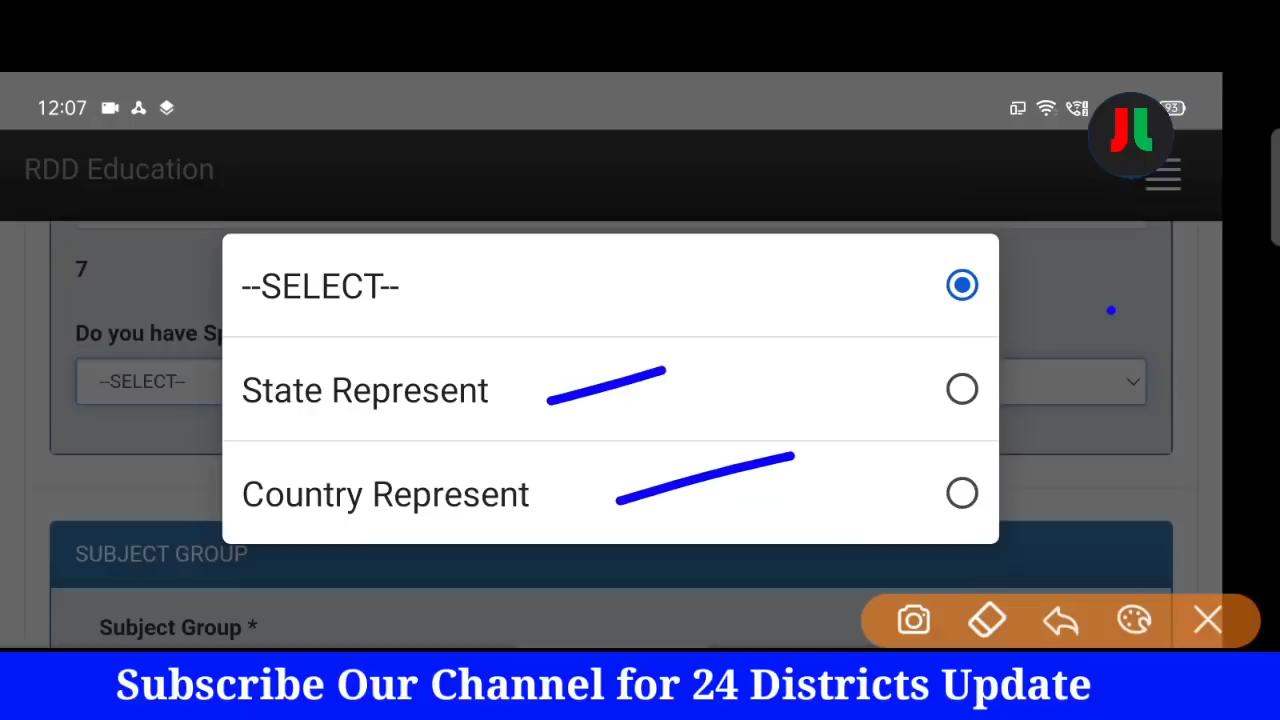 12:07
93
RDD Education
7
Do you have Sp
--SELECT--
--SELECT--
State Represent
Country Represent
SUBJECT GROUP
Subject Group *
Subscribe Our Channel for 24 Districts Update